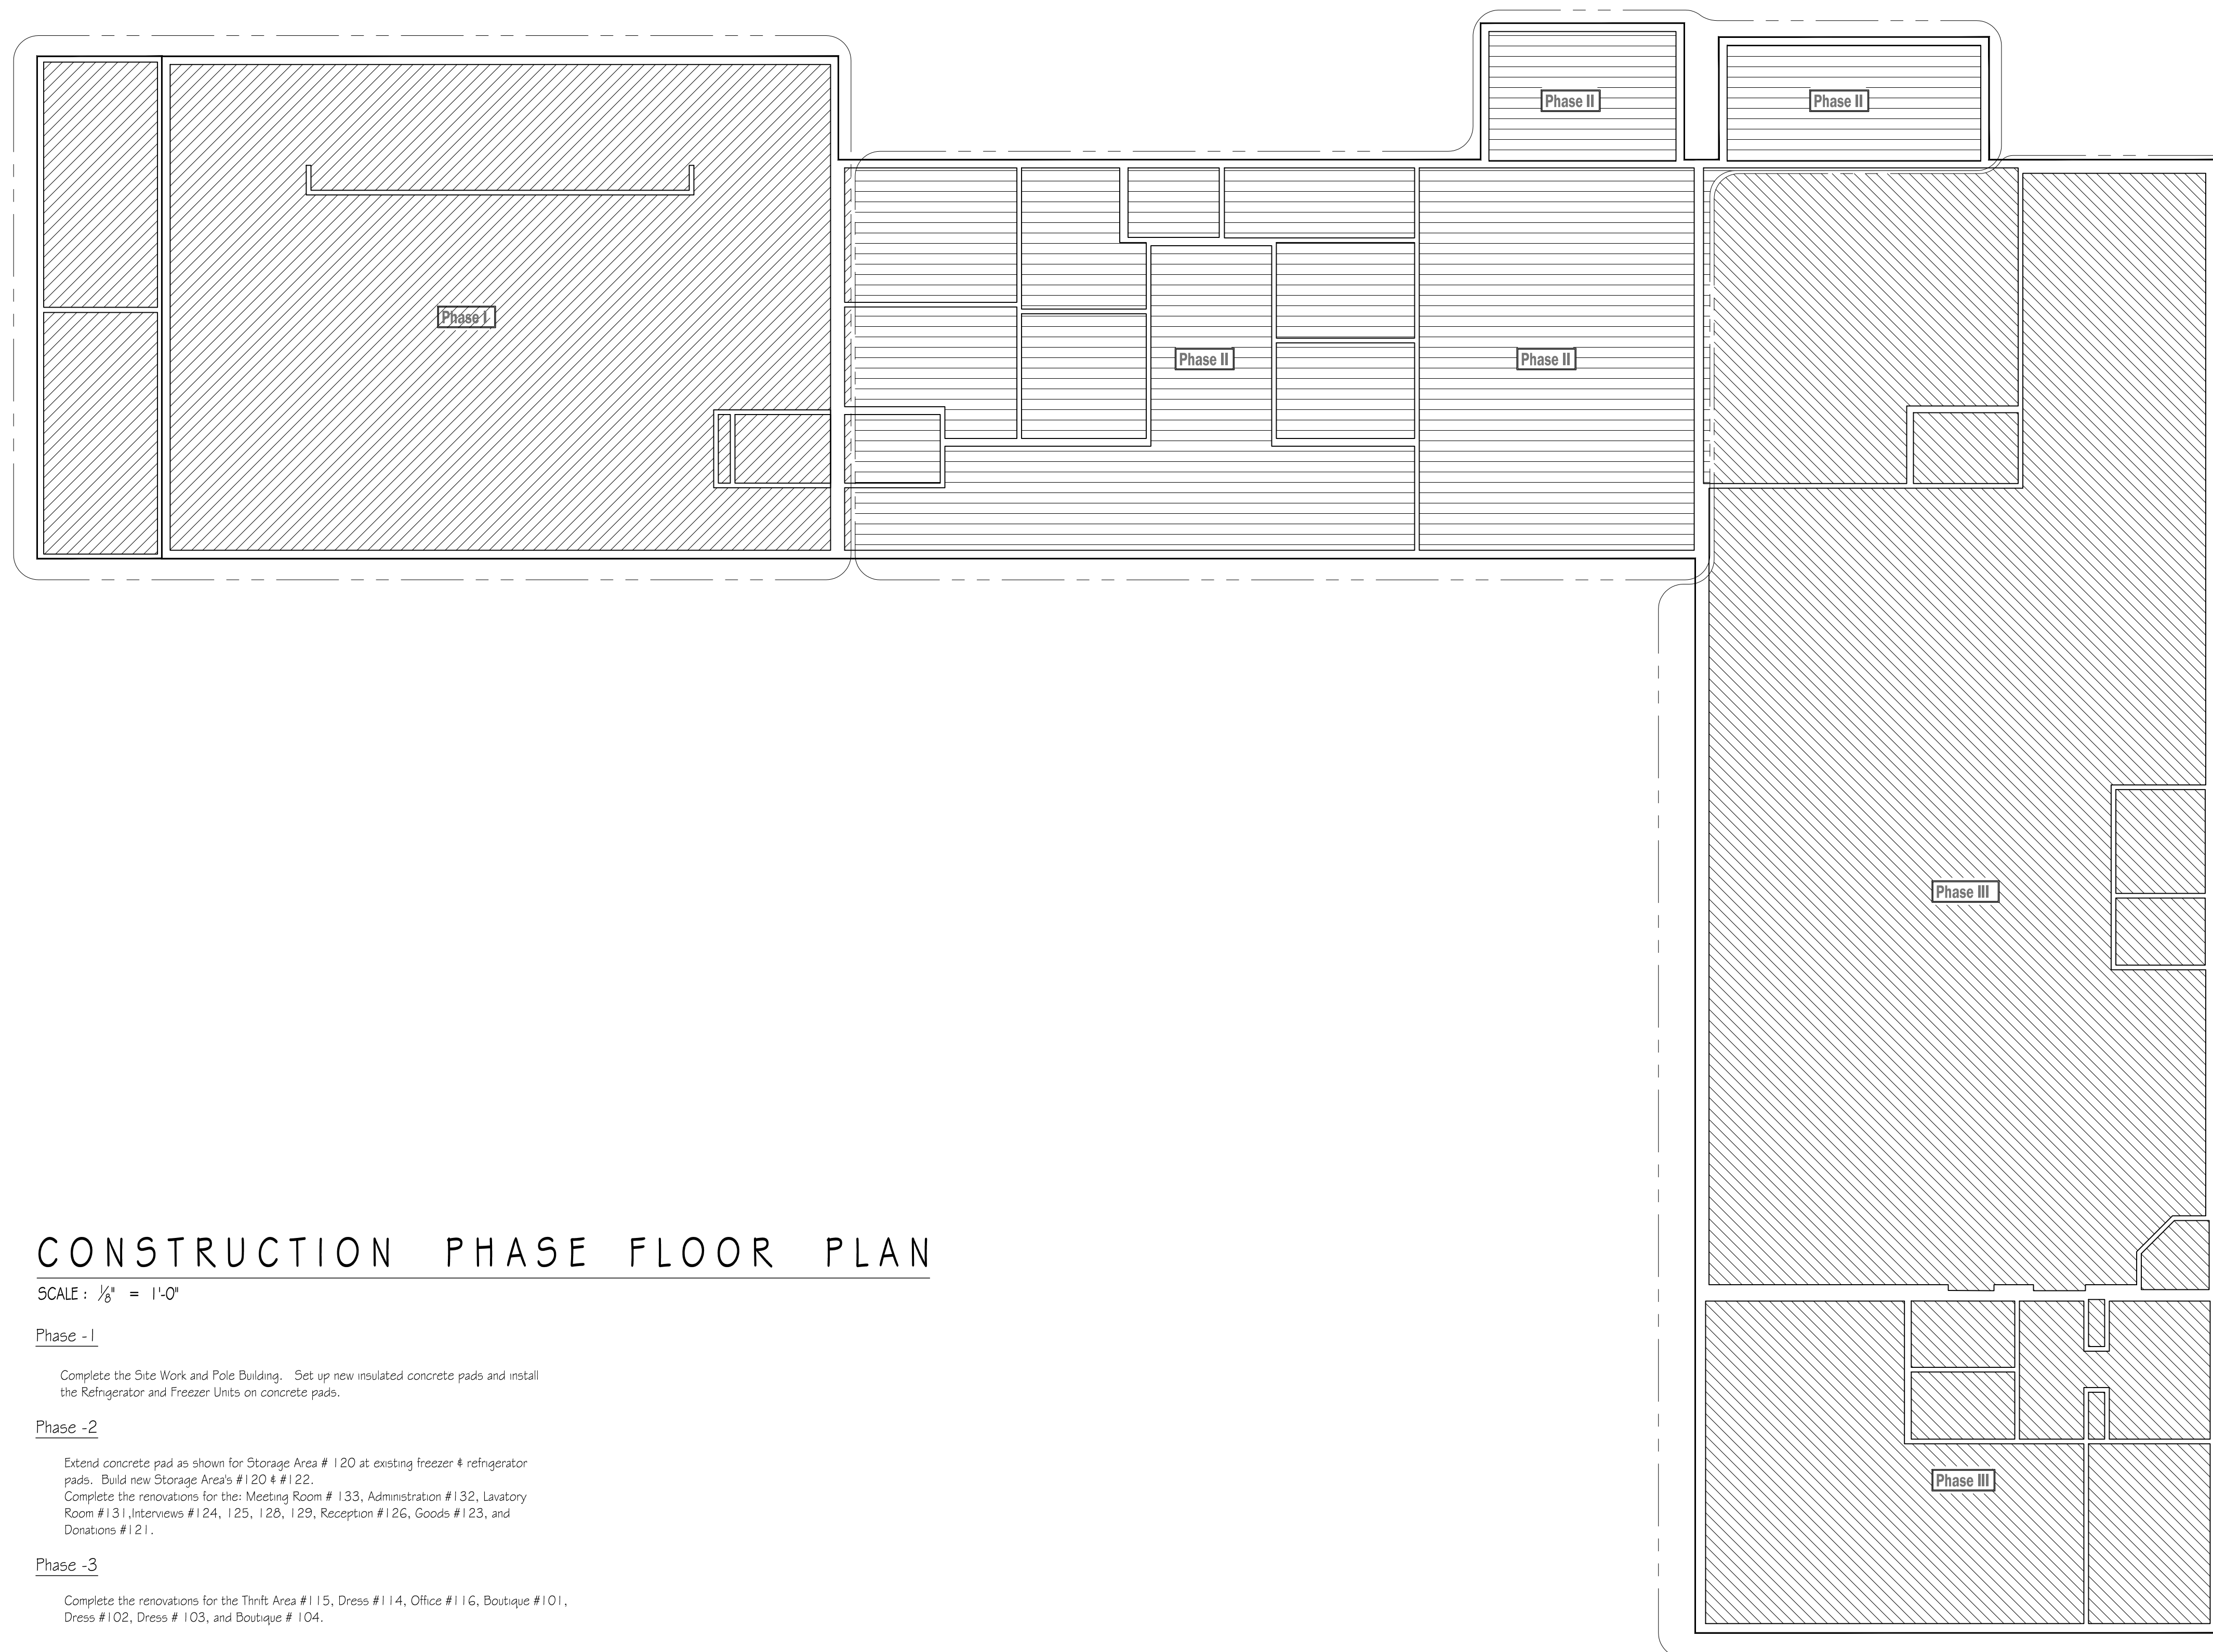 Phase II
Phase II
Phase I
Phase II
Phase II
Phase III
CONSTRUCTION PHASE FLOOR PLAN
SCALE : 1/8" = 1'-0"
Phase -1
Complete the Site Work and Pole Building. Set up new insulated concrete pads and install
the Refrigerator and Freezer Units on concrete pads.
Phase -2
Extend concrete pad as shown for Storage Area # 120 at existing freezer & refrigerator
pads. Build new Storage Area's #120 & #122.
Complete the renovations for the: Meeting Room # 133, Administration #132, Lavatory
Room #131,Interviews #124, 125, 128, 129, Reception #126, Goods #123, and
Donations #121.
Phase III
Phase -3
Complete the renovations for the Thrift Area #115, Dress #114, Office #116, Boutique #101,
Dress #102, Dress # 103, and Boutique # 104.